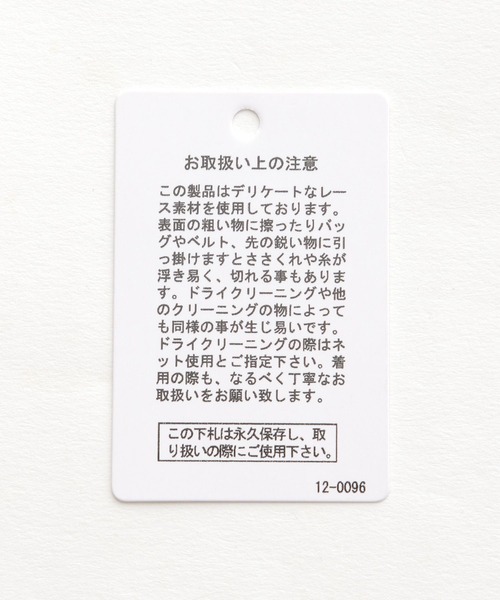 お取扱い上の注意
この製品はデリケートなレー
ス素材を使用しております。
表面の粗い物に擦ったりバッ
グやベルト、先の鋭い物に引
っ掛けますとささくれや糸が
浮き易く、切れる事もありま
す。ドライクリーニングや他
のクリーニングの物によって
も同様の事が生じ易いです。
ドライクリーニングの際はネ
ット使用とご指定下さい。着
用の際も、なるべく丁寧なお
取扱いをお願い致します。
この下札は永久保存し、取
り扱いの際にご使用下さい。
12-0096